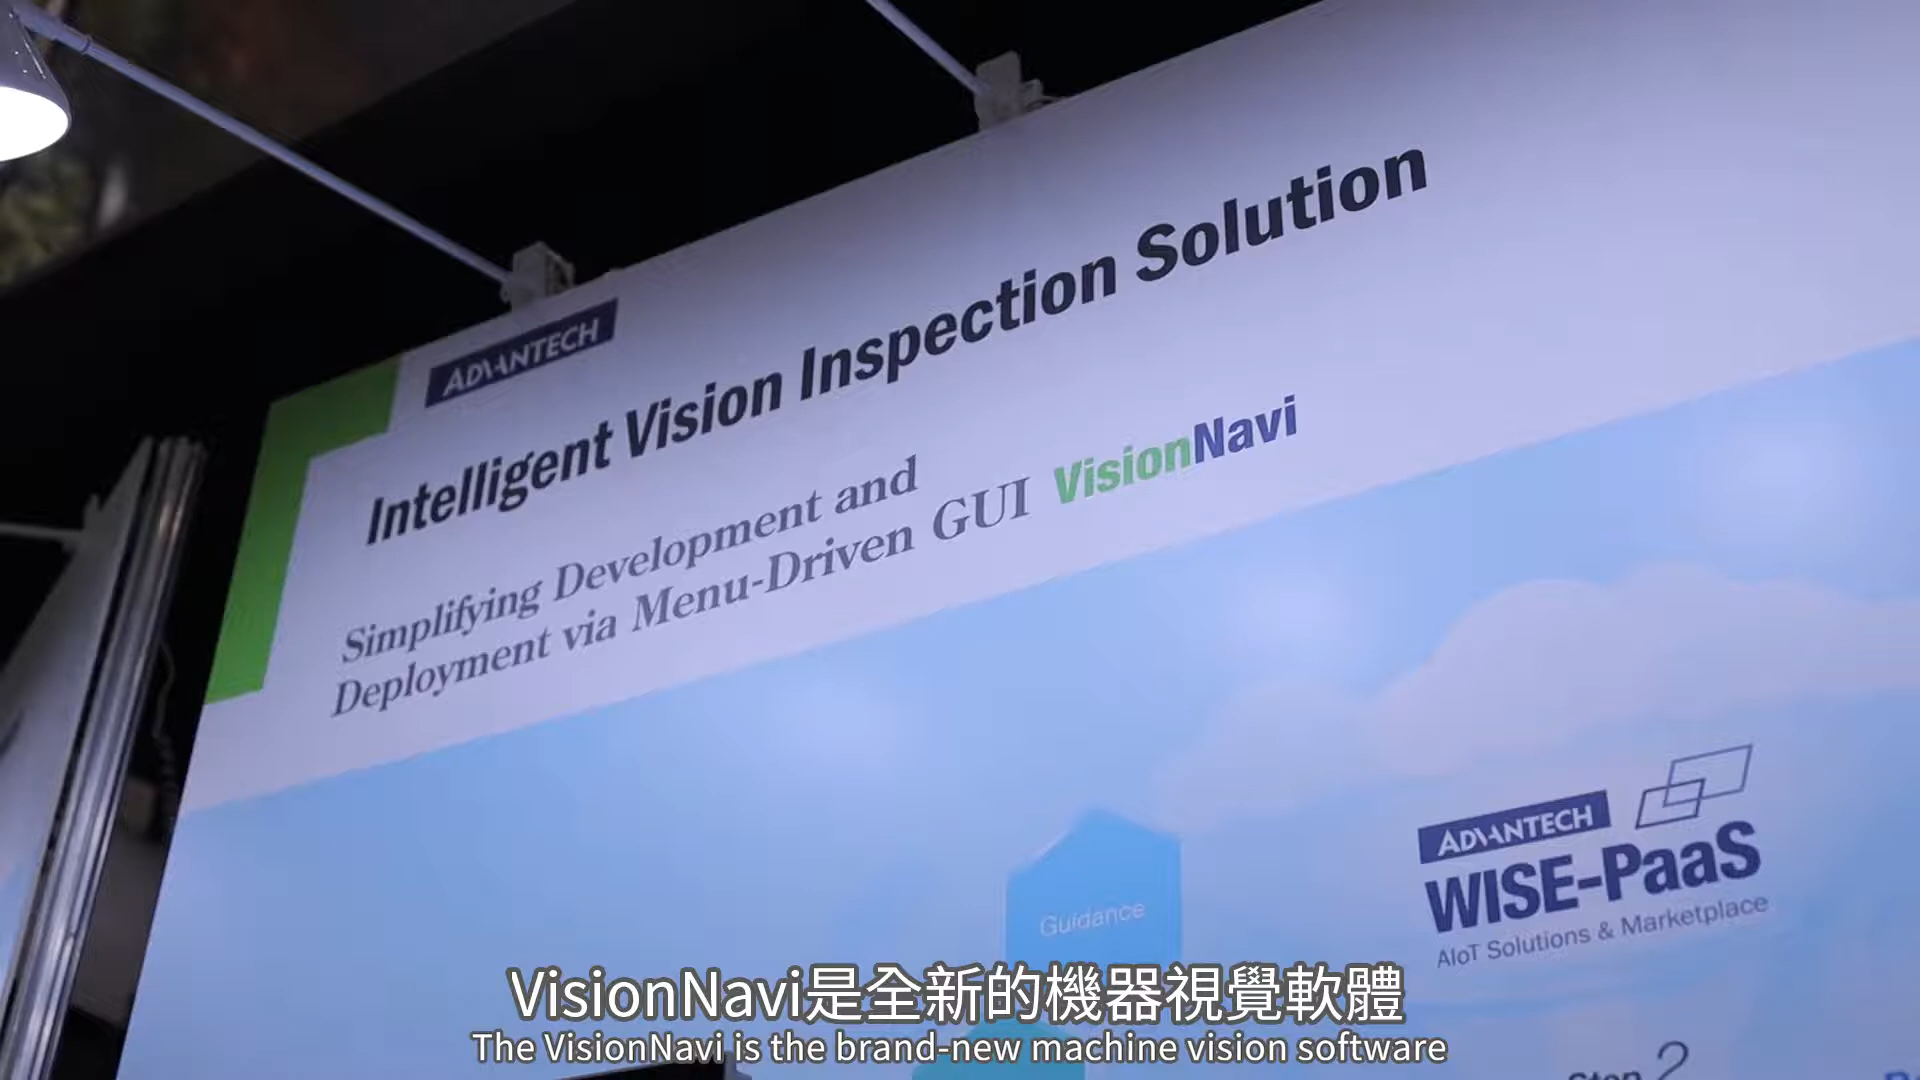 ADVANTECH
Intelligent Vision Inspection Solution
Simplifying Development and
Deployment via Menu-Driven GUI VisionNavi
ADVANTECH
WISE-PaaS
AIoT Solutions & Marketplace
Guidance
VisionNavi是全新的機器視覺軟體
The VisionNavi is the brand-new machine vision software
Step 2